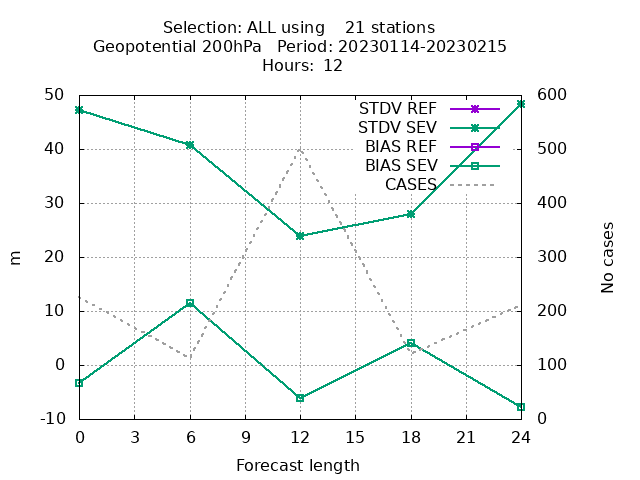 Selection: ALL using    21 stations
Geopotential 200hPa   Period: 20230114-20230215
Hours:  12
50
40
30
20
10
0
-10
m
600
500
400
300
200
100
0
No cases
STDV REF
STDV SEV
BIAS REF
BIAS SEV
CASES
0 3 6 9 12 15 18 21 24
Forecast length